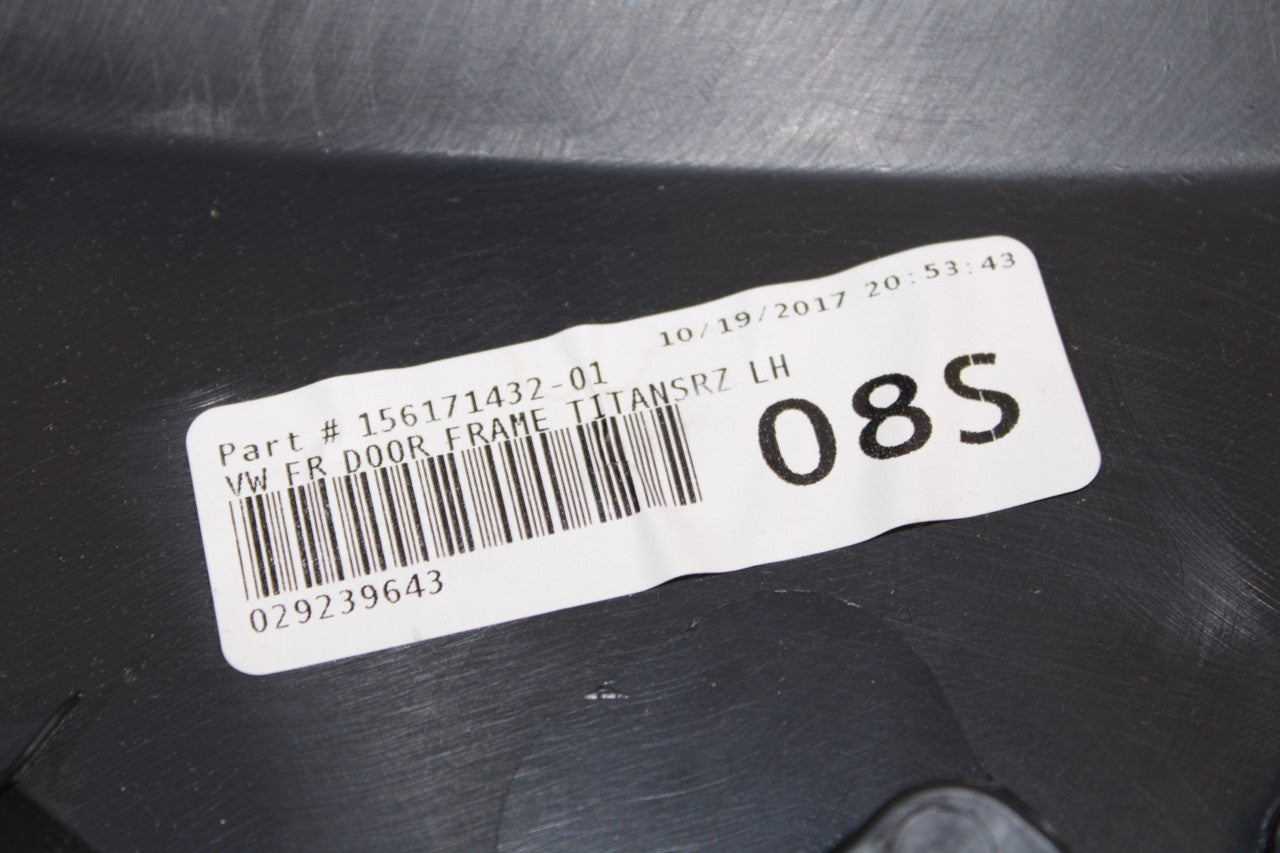 10/19/2017 20:53:43
Part # 156171432-01
VW FR DOOR FRAME TITANSRZ LH
08S
029239643